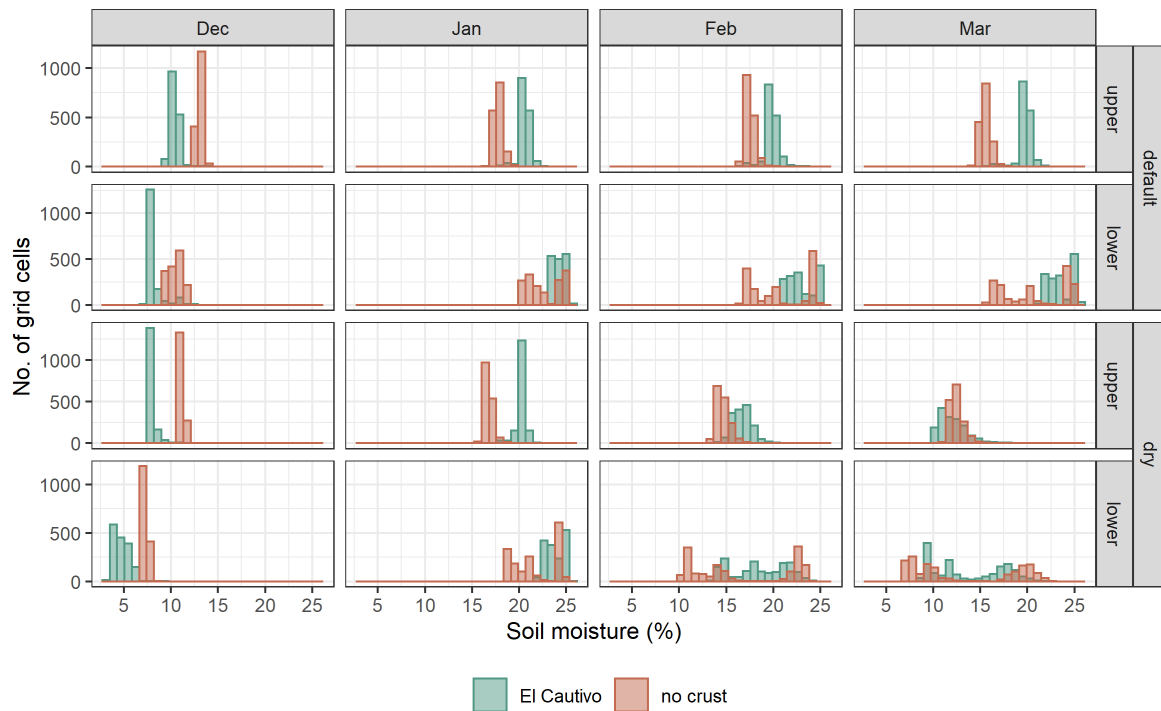 Dec Jan Feb Mar
No. of grid cells
1000
500
0
upper
default
1000
500
0
lower
1000
500
0
upper
dry
1000
500
0
lower
5 10 15 20 25 5 10 15 20 25 5 10 15 20 25 5 10 15 20 25
Soil moisture (%)
El Cautivo no crust